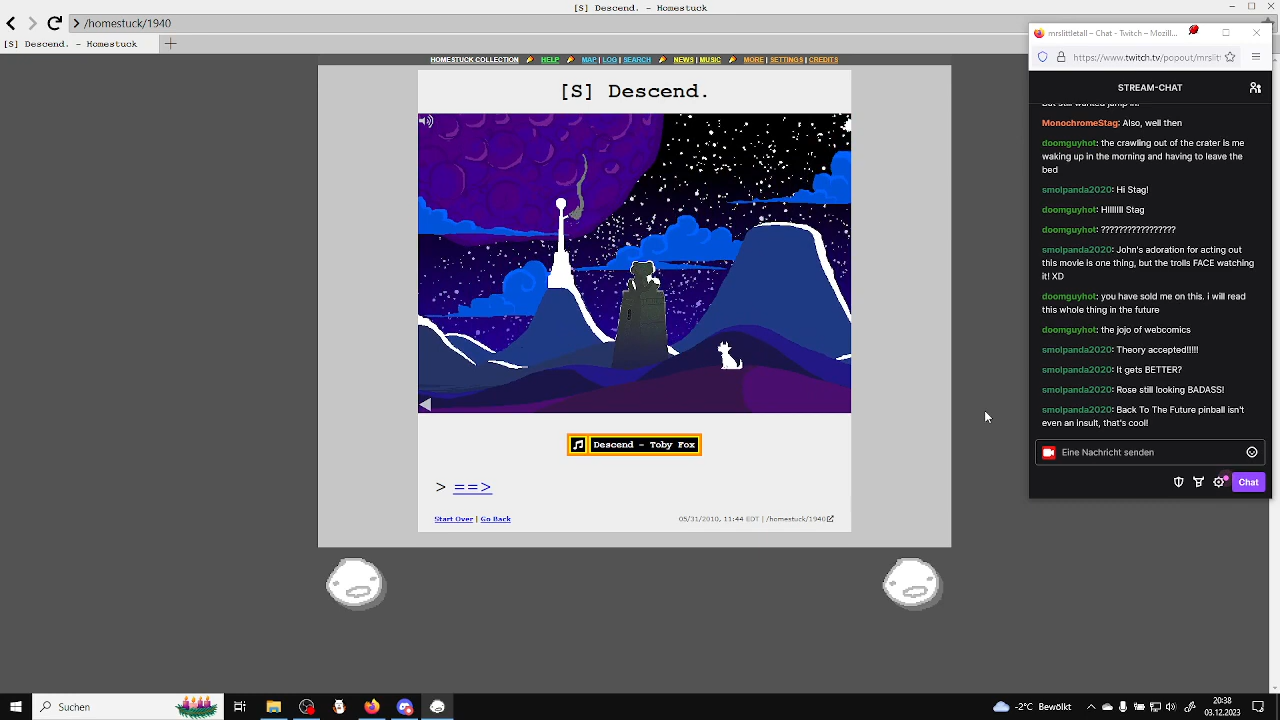 [S] Descend. - Homestuck
> /homestuck/1940
[S] Descend. - Homestuck
HOMESTUCK COLLECTION HELP MAP | LOG | SEARCH NEWS | MUSIC MORE | SETTINGS | CREDITS
[S] Descend.
Descend - Toby Fox
> ==>
Start Over | Go Back
05/31/2010, 11:44 EDT | /homestuck/1940
mrslittletall – Chat – Twitch – Mozill...
https://www.twitch.tv/popout/mrslitt
STREAM-CHAT
But still wanted jump in!
MonochromeStag: Also, well then
doomguyhot: the crawling out of the crater is me
waking up in the morning and having to leave the
bed
smolpanda2020: Hi Stag!
doomguyhot: HIIIIIII Stag
doomguyhot: ????????????????
smolpanda2020: John's adoration for acting out
this movie is one thing, but the trolls FACE watching
it! XD
doomguyhot: you have sold me on this. i will read
this whole thing in the future
doomguyhot: the jojo of webcomics
smolpanda2020: Theory accepted!!!!!
smolpanda2020: It gets BETTER?
smolpanda2020: Rose still looking BADASS!
smolpanda2020: Back To The Future pinball isn't
even an insult, that's cool!
Eine Nachricht senden
Chat
Suchen
-2°C Bewölkt
20:38
03.12.2023